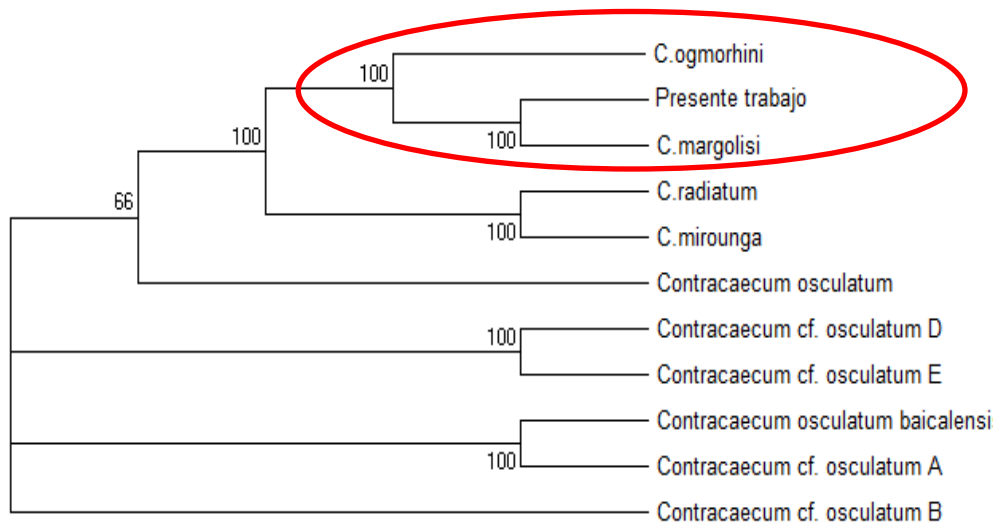 C.ogmorhini
100
Presente trabajo
100
C.margolisi
100
C.radiatum
66
100
C.mirounga
Contracaecum osculatum
100
Contracaecum cf. osculatum D
Contracaecum cf. osculatum E
Contracaecum osculatum baicalensi
100
Contracaecum cf. osculatum A
Contracaecum cf. osculatum B